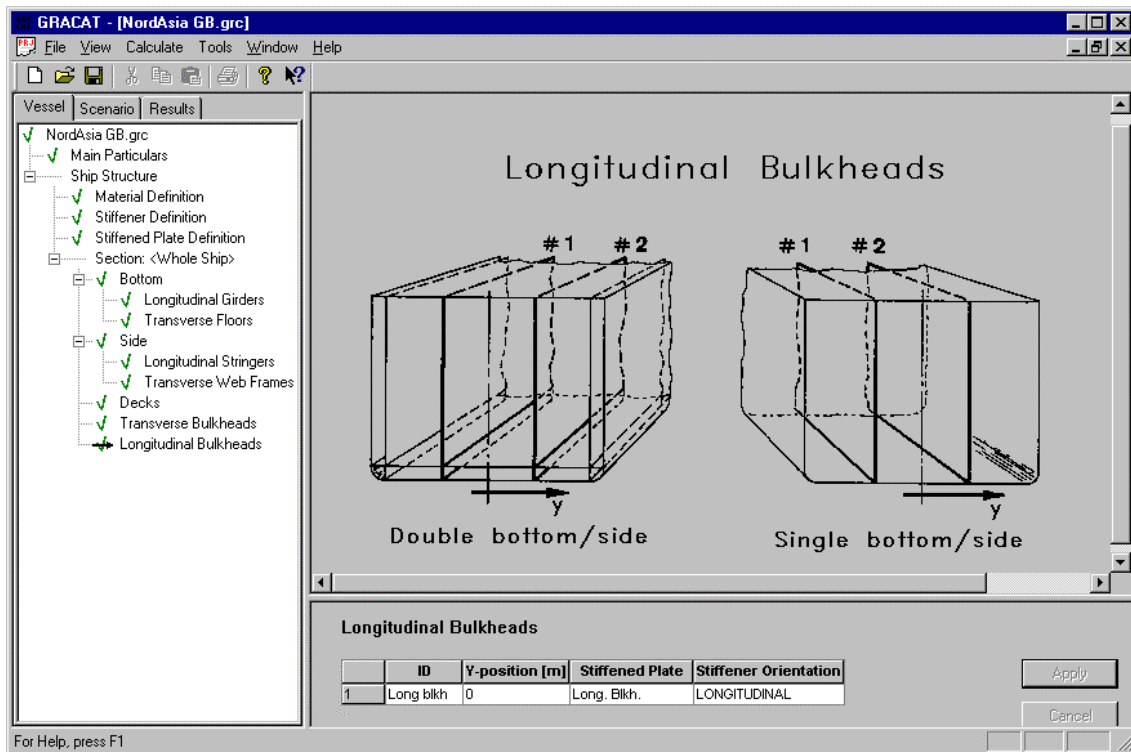 GRACAT - [NordAsia GB.grc]
PRJ File View Calculate Tools Window Help
Vessel Scenario Results
NordAsia GB.grc
Main Particulars
Ship Structure
Material Definition
Stiffener Definition
Stiffened Plate Definition
Section: <Whole Ship>
Bottom
Longitudinal Girders
Transverse Floors
Side
Longitudinal Stringers
Transverse Web Frames
Decks
Transverse Bulkheads
Longitudinal Bulkheads
Longitudinal Bulkheads
#1 #2 #1 #2
y
Double bottom/side
y
Single bottom/side
Longitudinal Bulkheads
ID Y-position [m] Stiffened Plate Stiffener Orientation
1 Long blkh 0 Long. Blkh. LONGITUDINAL
Apply
Cancel
For Help, press F1